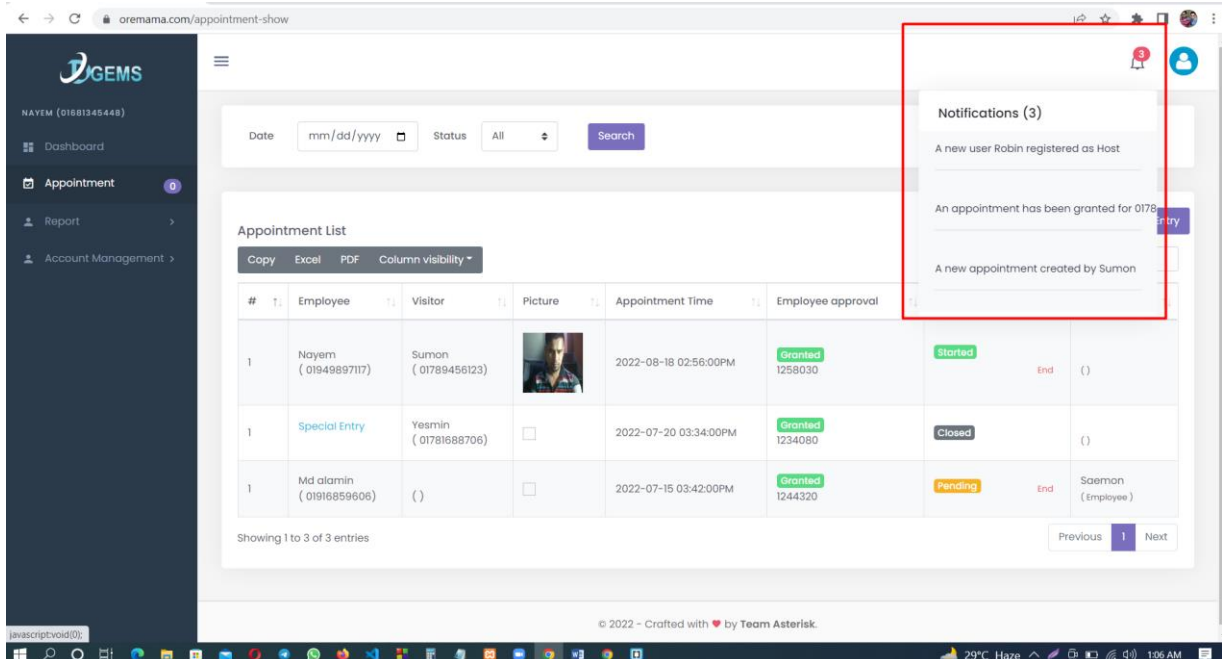 oremama.com/appointment-show
GEMS
3
NAYEM (01681345448)
Dashboard
Appointment 0
Report
Account Management
Date mm/dd/yyyy Status All Search
Notifications (3)
A new user Robin registered as Host
An appointment has been granted for 0178
A new appointment created by Sumon
Appointment List
Entry
Copy Excel PDF Column visibility
# Employee Visitor Picture Appointment Time Employee approval
1 Nayem Sumon 2022-08-18 02:56:00PM Granted Started
( 01949897117) ( 01789456123) 1258030 End ( )
1 Special Entry Yesmin 2022-07-20 03:34:00PM Granted Closed
( 01781688706) 1234080 ( )
1 Md alamin 2022-07-15 03:42:00PM Granted Pending Saemon
( 01916859606) ( ) 1244320 End ( Employee )
Showing 1 to 3 of 3 entries
Previous 1 Next
© 2022 - Crafted with ❤ by Team Asterisk.
javascript:void(0);
29°C Haze 1:06 AM